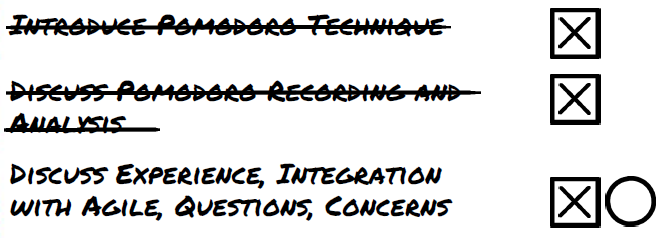 Introduce Pomodoro Technique
Discuss Pomodoro Recording and
Analysis
Discuss Experience, Integration
with Agile, Questions, Concerns